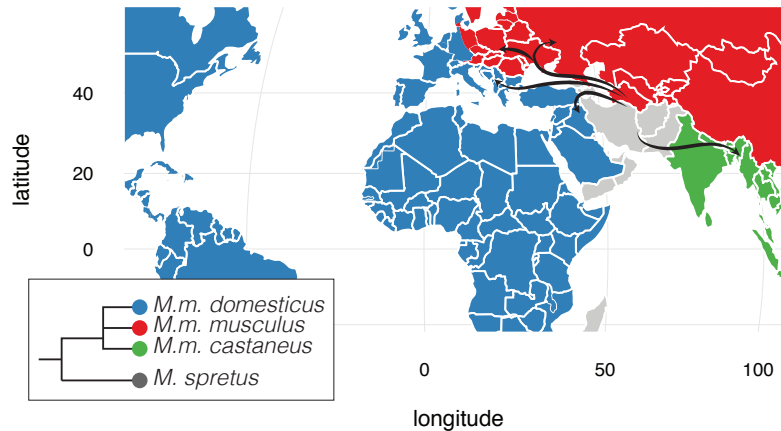 latitude
40
20
0
M.m. domesticus
M.m. musculus
M.m. castaneus
M. spretus
0
50
100
longitude